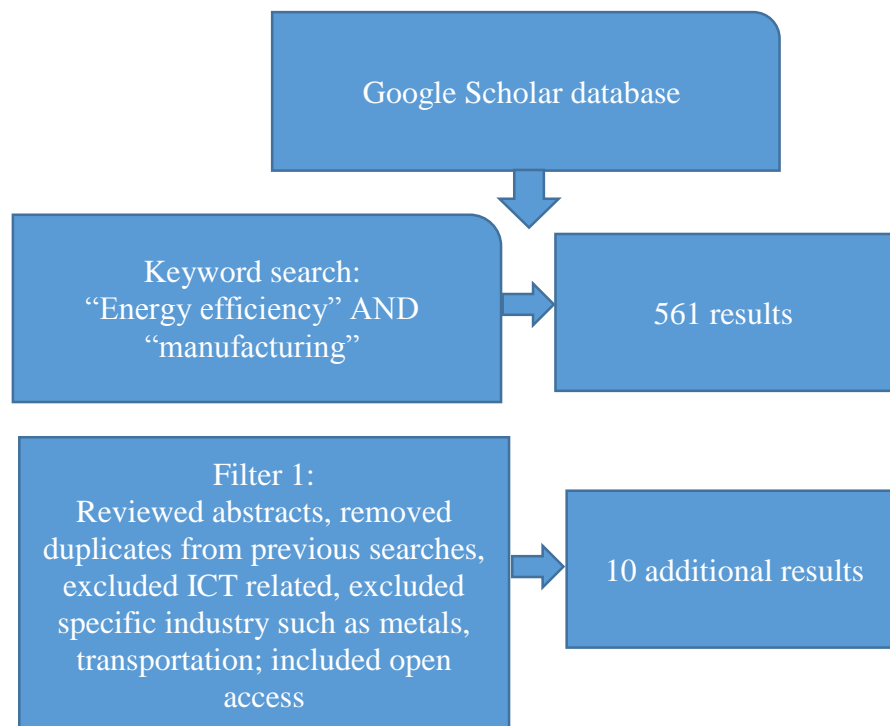 Google Scholar database
Keyword search:
“Energy efficiency” AND
“manufacturing”
561 results
Filter 1:
Reviewed abstracts, removed
duplicates from previous searches,
excluded ICT related, excluded
specific industry such as metals,
transportation; included open
access
10 additional results